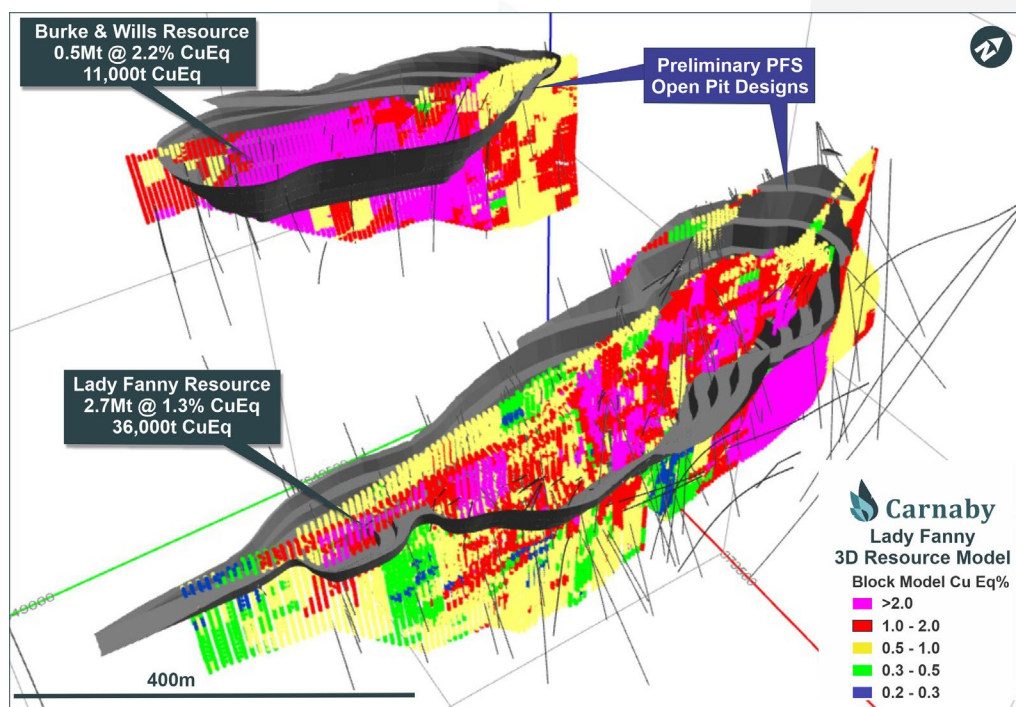 Burke & Wills Resource
0.5Mt @ 2.2% CuEq
11,000t CuEq
Preliminary PFS
Open Pit Designs
N
Lady Fanny Resource
2.7Mt @ 1.3% CuEq
36,000t CuEq
49000
400m
Carnaby
Lady Fanny
3D Resource Model
Block Model Cu Eq%
>2.0
1.0 - 2.0
0.5 - 1.0
0.3 - 0.5
0.2 - 0.3